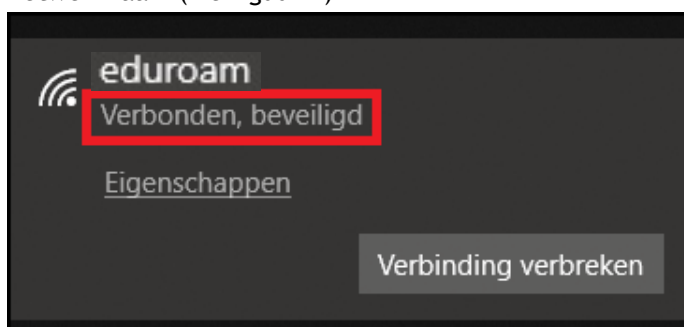 eduroam
Verbonden, beveiligd
Eigenschappen
Verbinding verbreken